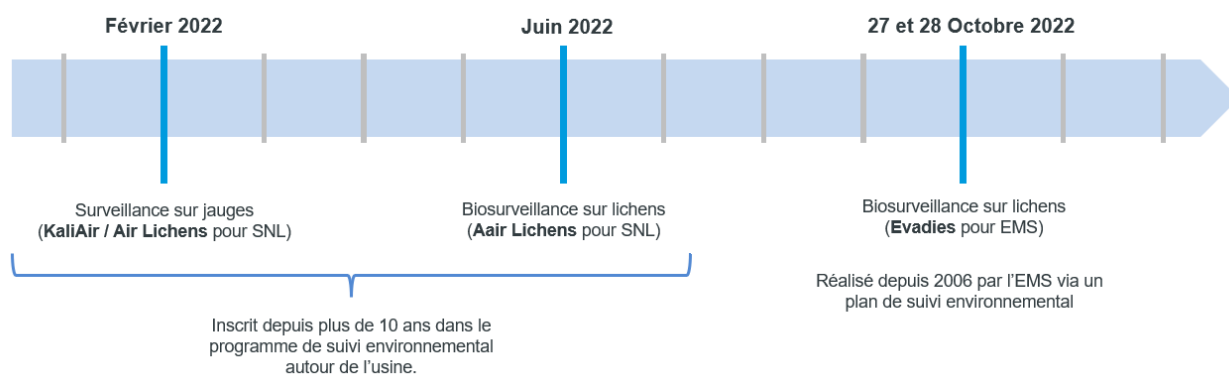 Février 2022
Juin 2022
27 et 28 Octobre 2022
Surveillance sur jauges
(KaliAir / Air Lichens pour SNL)
Biosurveillance sur lichens
(Aair Lichens pour SNL)
Biosurveillance sur lichens
(Evadies pour EMS)
Réalisé depuis 2006 par l’EMS via un
plan de suivi environnemental
Inscrit depuis plus de 10 ans dans le
programme de suivi environnemental
autour de l’usine.